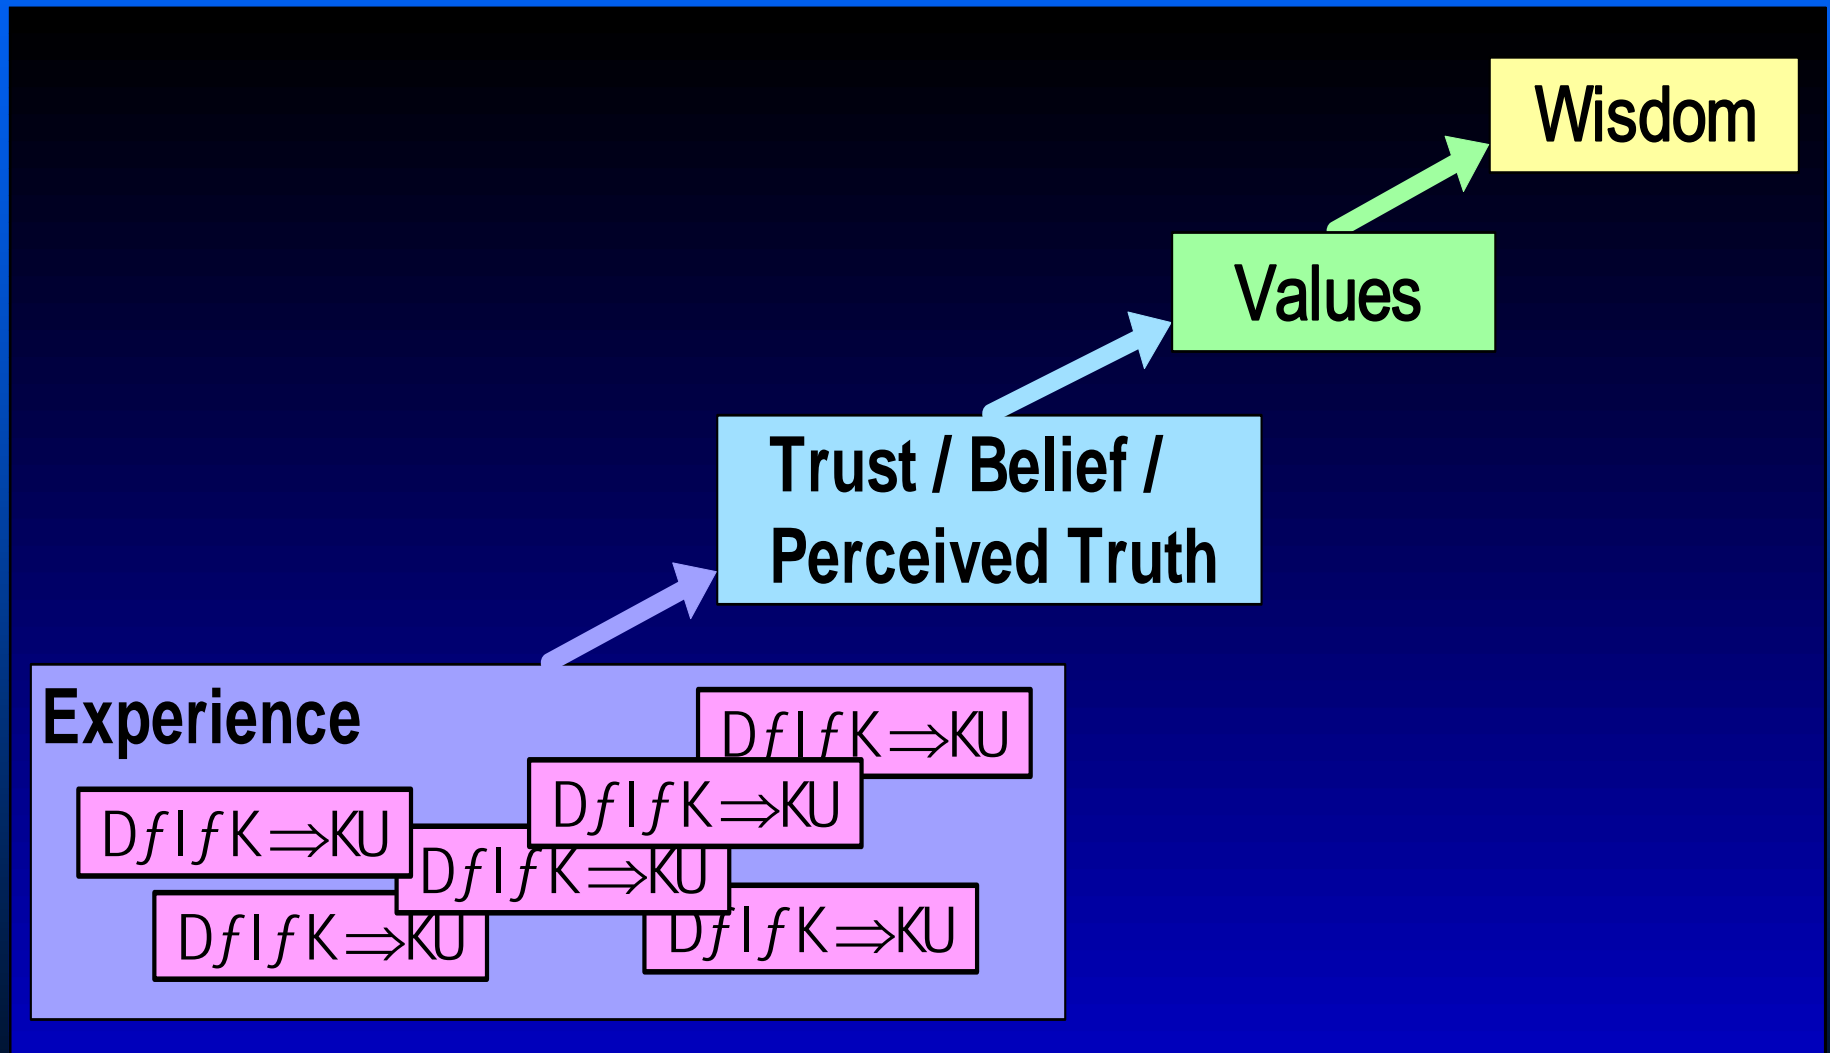 Wisdom
Values
Trust / Belief /
Perceived Truth
Experience
DƒIƒK⇒KU
DƒIƒK⇒KU
DƒIƒK⇒KU
DƒIƒK⇒KU
DƒIƒK⇒KU
DƒIƒK⇒KU